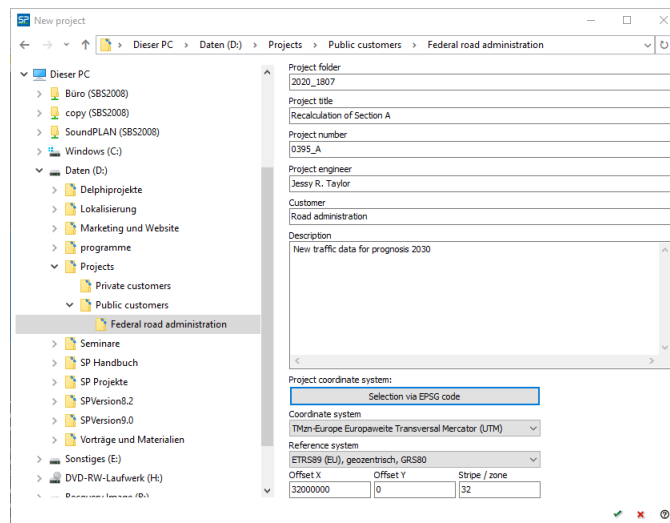 SP New project
Dieser PC > Daten (D:) > Projects > Public customers > Federal road administration
Dieser PC
Büro (SBS2008)
copy (SBS2008)
SoundPLAN (SBS2008)
Windows (C:)
Daten (D:)
Delphiprojekte
Lokalisierung
Marketing und Website
programme
Projects
Private customers
Public customers
Federal road administration
Seminare
SP Handbuch
SP Projekte
SPVersion8.2
SPVersion9.0
Vorträge und Materialien
Sonstiges (E:)
DVD-RW-Laufwerk (H:)
Project folder
2020_1807
Project title
Recalculation of Section A
Project number
0395_A
Project engineer
Jessy R. Taylor
Customer
Road administration
Description
New traffic data for prognosis 2030
Project coordinate system:
Selection via EPSG code
Coordinate system
TMzn-Europe Europaweite Transversal Mercator (UTM)
Reference system
ETRS89 (EU), geozentrisch, GRS80
Offset X Offset Y Stripe / zone
32000000 0 32